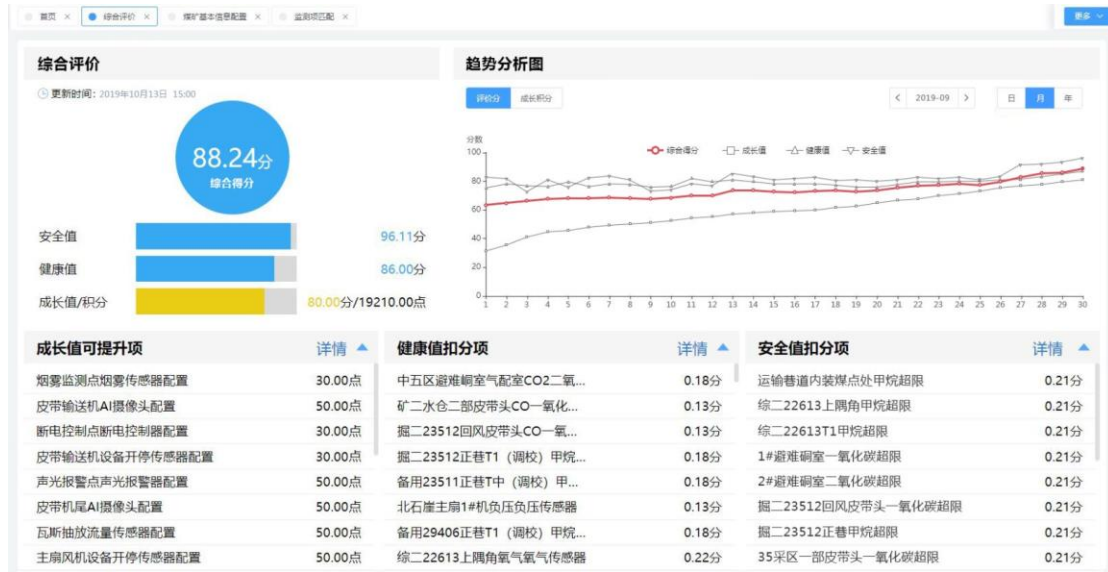 首页 ×
综合评价 ×
煤矿基本信息配置 ×
监测项匹配 ×
更多
综合评价
更新时间: 2019年10月13日 15:00
88.24分
综合得分
安全值 96.11分
健康值 86.00分
成长值/积分 80.00分/19210.00点
趋势分析图
评价分 成长积分
< 2019-09 >
日 月 年
分数
综合得分 成长值 健康值 安全值
100
80
60
40
20
0
1 2 3 4 5 6 7 8 9 10 11 12 13 14 15 16 17 18 19 20 21 22 23 24 25 26 27 28 29 30
成长值可提升项 详情
烟雾监测点烟雾传感器配置 30.00点
皮带输送机AI摄像头配置 50.00点
断电控制点断电控制器配置 30.00点
皮带输送机设备开停传感器配置 30.00点
声光报警点声光报警器配置 50.00点
皮带机尾AI摄像头配置 50.00点
瓦斯抽放流量传感器配置 50.00点
主扇风机设备开停传感器配置 50.00点
健康值扣分项 详情
中五区避难峒室气配室CO2二氧... 0.18分
矿二水仓二部皮带头CO一氧化... 0.13分
掘二23512回风皮带头CO一氧... 0.13分
掘二23512正巷T1（调校）甲烷... 0.18分
备用23511正巷T中（调校）甲... 0.18分
北石崖主扇1#机负压负压传感器 0.13分
备用29406正巷T1（调校）甲烷... 0.18分
综二22613上隅角氧气氧气传感器 0.22分
安全值扣分项 详情
运输巷道内装煤点处甲烷超限 0.21分
综二22613上隅角甲烷超限 0.21分
综二22613T1甲烷超限 0.21分
1#避难硐室一氧化碳超限 0.21分
2#避难硐室二氧化碳超限 0.21分
掘二23512回风皮带头一氧化碳超限 0.21分
掘二23512正巷甲烷超限 0.21分
35采区一部皮带头一氧化碳超限 0.21分